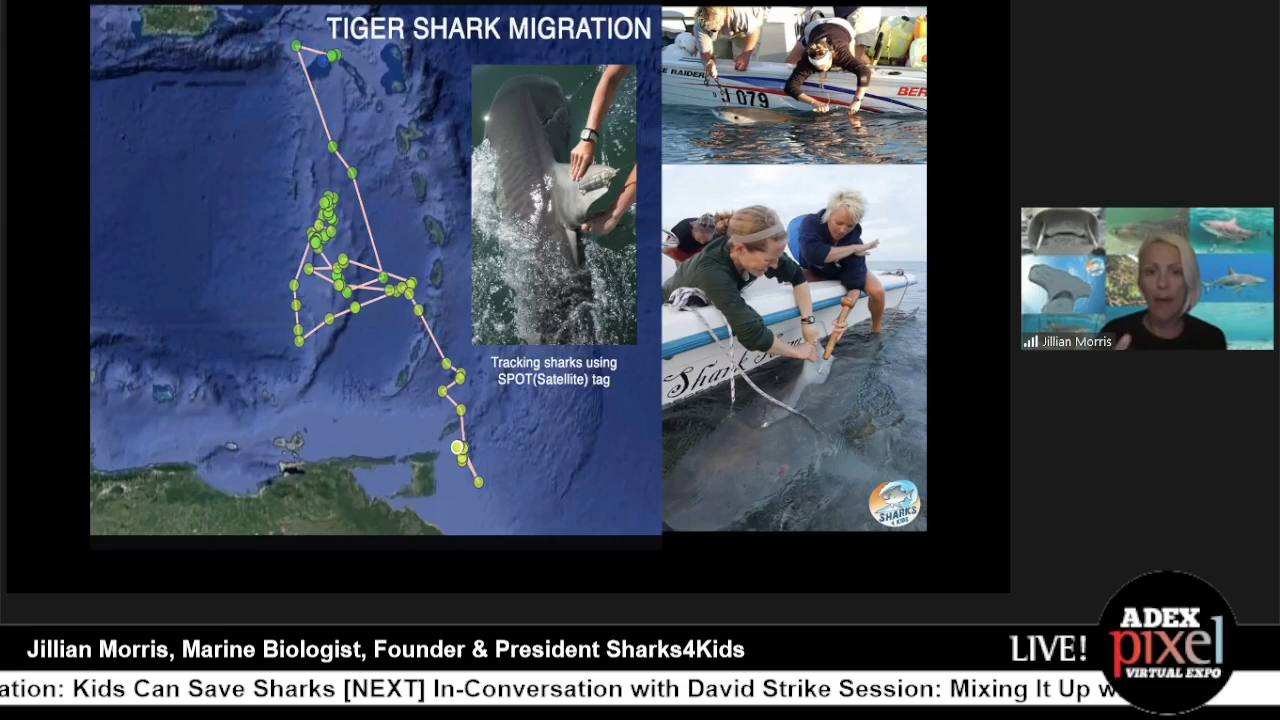 TIGER SHARK MIGRATION
E RAIDER
J 079
BER
Tracking sharks using
SPOT(Satellite) tag
Shark
SHARKS
4 KIDS
Jillian Morris
Jillian Morris, Marine Biologist, Founder & President Sharks4Kids
LIVE!
ADEX
pixel
VIRTUAL EXPO
ation: Kids Can Save Sharks [NEXT] In-Conversation with David Strike Session: Mixing It Up w